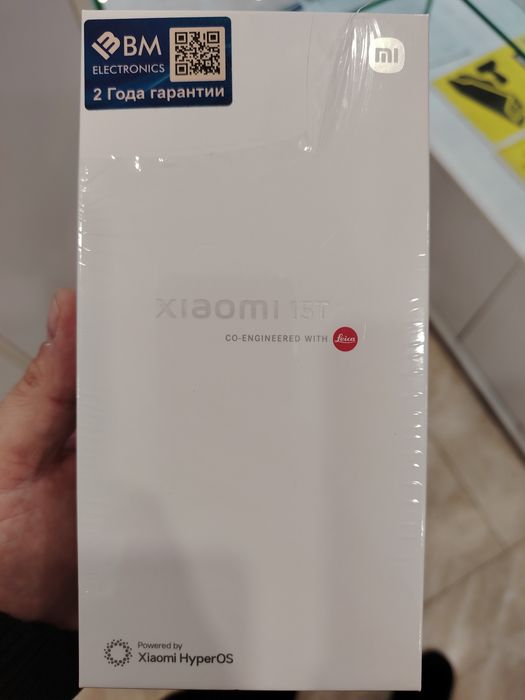 BM
ELECTRONICS
2 Года гарантии
mi
xiaomi 15T
CO-ENGINEERED WITH Leica
Powered by
Xiaomi HyperOS